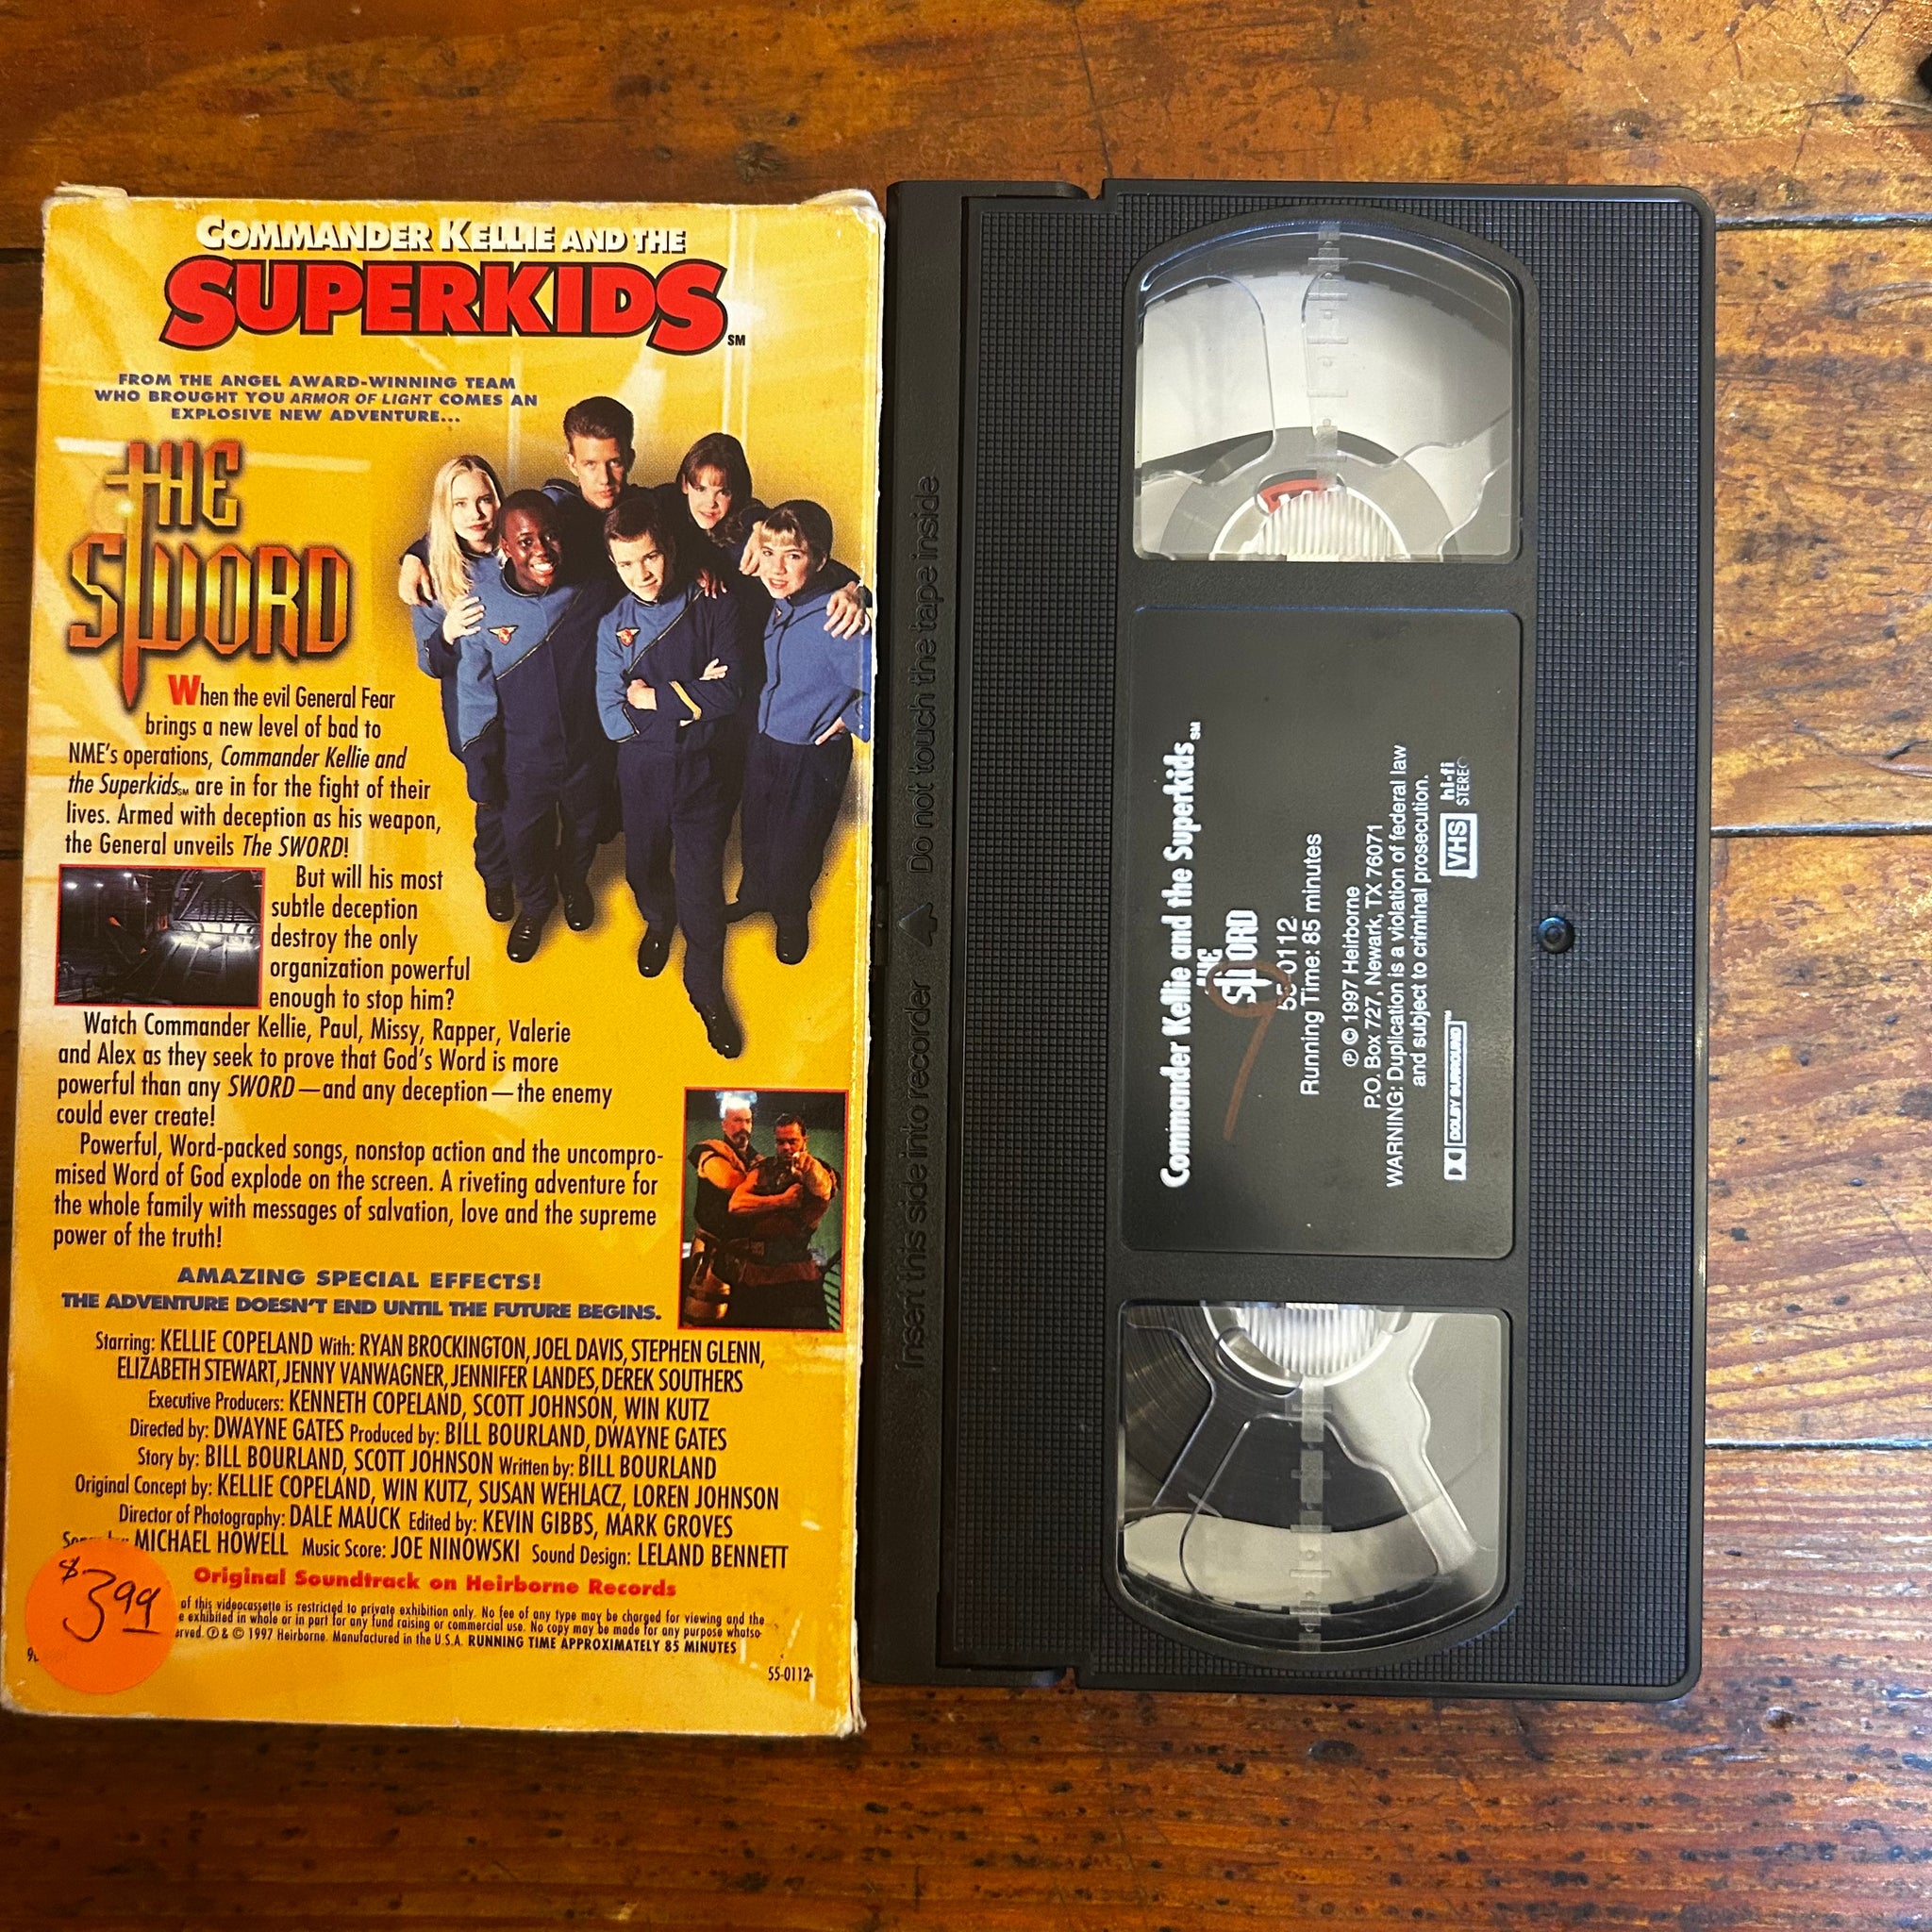 COMMANDER KELLIE AND THE
SUPERKIDS SM
FROM THE ANGEL AWARD-WINNING TEAM
WHO BROUGHT YOU ARMOR OF LIGHT COMES AN
EXPLOSIVE NEW ADVENTURE...
THE
SWORD
When the evil General Fear
brings a new level of bad to
NME's operations, Commander Kellie and
the Superkids SM are in for the fight of their
lives. Armed with deception as his weapon,
the General unveils The SWORD!
But will his most
subtle deception
destroy the only
organization powerful
enough to stop him?
Watch Commander Kellie, Paul, Missy, Rapper, Valerie
and Alex as they seek to prove that God's Word is more
powerful than any SWORD—and any deception—the enemy
could ever create!
Powerful, Word-packed songs, nonstop action and the uncompro-
mised Word of God explode on the screen. A riveting adventure for
the whole family with messages of salvation, love and the supreme
power of the truth!
AMAZING SPECIAL EFFECTS!
THE ADVENTURE DOESN'T END UNTIL THE FUTURE BEGINS.
Starring: KELLIE COPELAND With: RYAN BROCKINGTON, JOEL DAVIS, STEPHEN GLENN,
ELIZABETH STEWART, JENNY VANWAGNER, JENNIFER LANDES, DEREK SOUTHERS
Executive Producers: KENNETH COPELAND, SCOTT JOHNSON, WIN KUTZ
Directed by: DWAYNE GATES Produced by: BILL BOURLAND, DWAYNE GATES
Story by: BILL BOURLAND, SCOTT JOHNSON Written by: BILL BOURLAND
Original Concept by: KELLIE COPELAND, WIN KUTZ, SUSAN WEHLACZ, LOREN JOHNSON
Director of Photography: DALE MAUCK Edited by: KEVIN GIBBS, MARK GROVES
MICHAEL HOWELL Music Score: JOE NINOWSKI Sound Design: LELAND BENNETT
Original Soundtrack on Heirborne Records
of this videocassette is restricted to private exhibition only. No fee of any type may be charged for viewing and the
e exhibited in whole or in part for any fund raising or commercial use. No copy may be made for any purpose whatso-
erved. ℗ & © 1997 Heirborne. Manufactured in the U.S.A. RUNNING TIME APPROXIMATELY 85 MINUTES
55-0112
$3.99
Insert this side into recorder Do not touch the tape inside
Commander Kellie and the Superkids SM
THE
SWORD
9
55-0112
Running Time: 85 minutes
℗ © 1997 Heirborne
P.O. Box 727, Newark, TX 76071
WARNING: Duplication is a violation of federal law
and subject to criminal prosecution.
DOLBY SURROUND TM
VHS hi-fi
STEREO